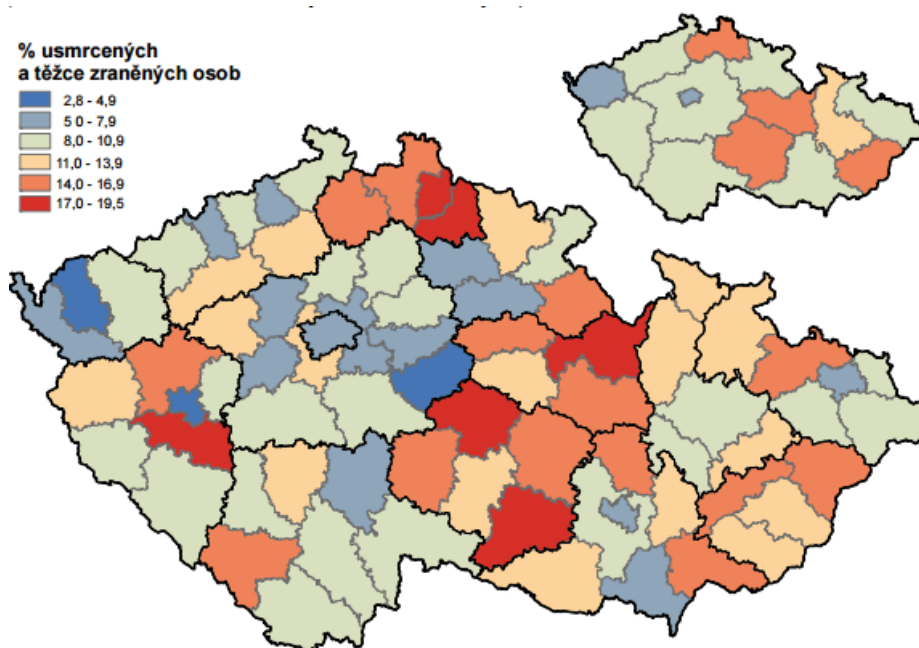 % usmrcených
a těžce zraněných osob
2,8 - 4,9
5 0 - 7,9
8,0 - 10,9
11,0 - 13,9
14,0 - 16,9
17,0 - 19,5